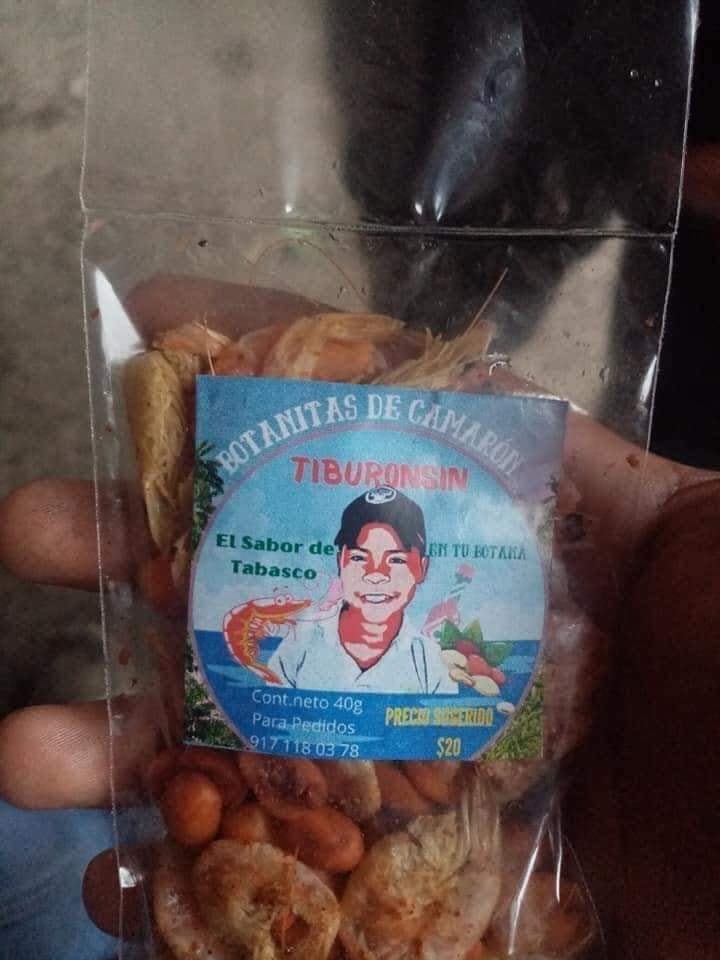 BOTANITAS DE CAMARÓN
TIBURONSIN
El Sabor de
Tabasco
EN TU BOTANA
Cont.neto 40g
Para Pedidos
917 118 03 78
PRECIO SUGERIDO
$20